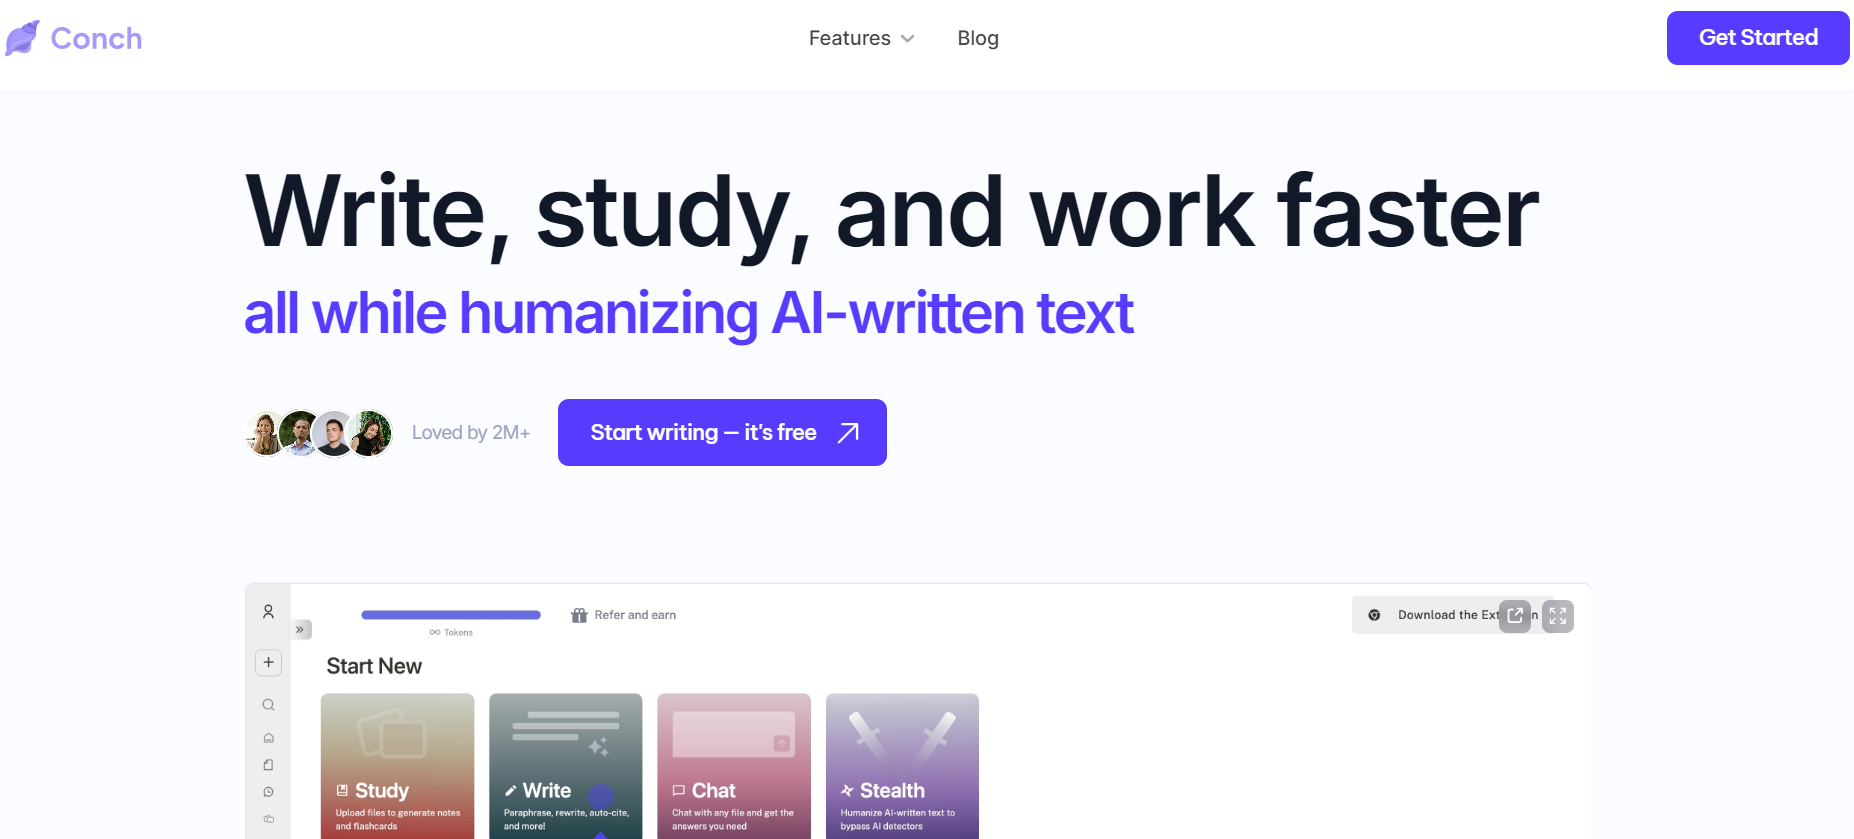 Conch
Features
Blog
Get Started
Write, study, and work faster
all while humanizing AI-written text
Loved by 2M+
Start writing – it's free
Tokens
Refer and earn
Download the Ext
Start New
Study
Upload files to generate notes
and flashcards
Write
Paraphrase, rewrite, auto-cite,
and more!
Chat
Chat with any file and get the
answers you need
Stealth
Humanize AI-written text to
bypass AI detectors